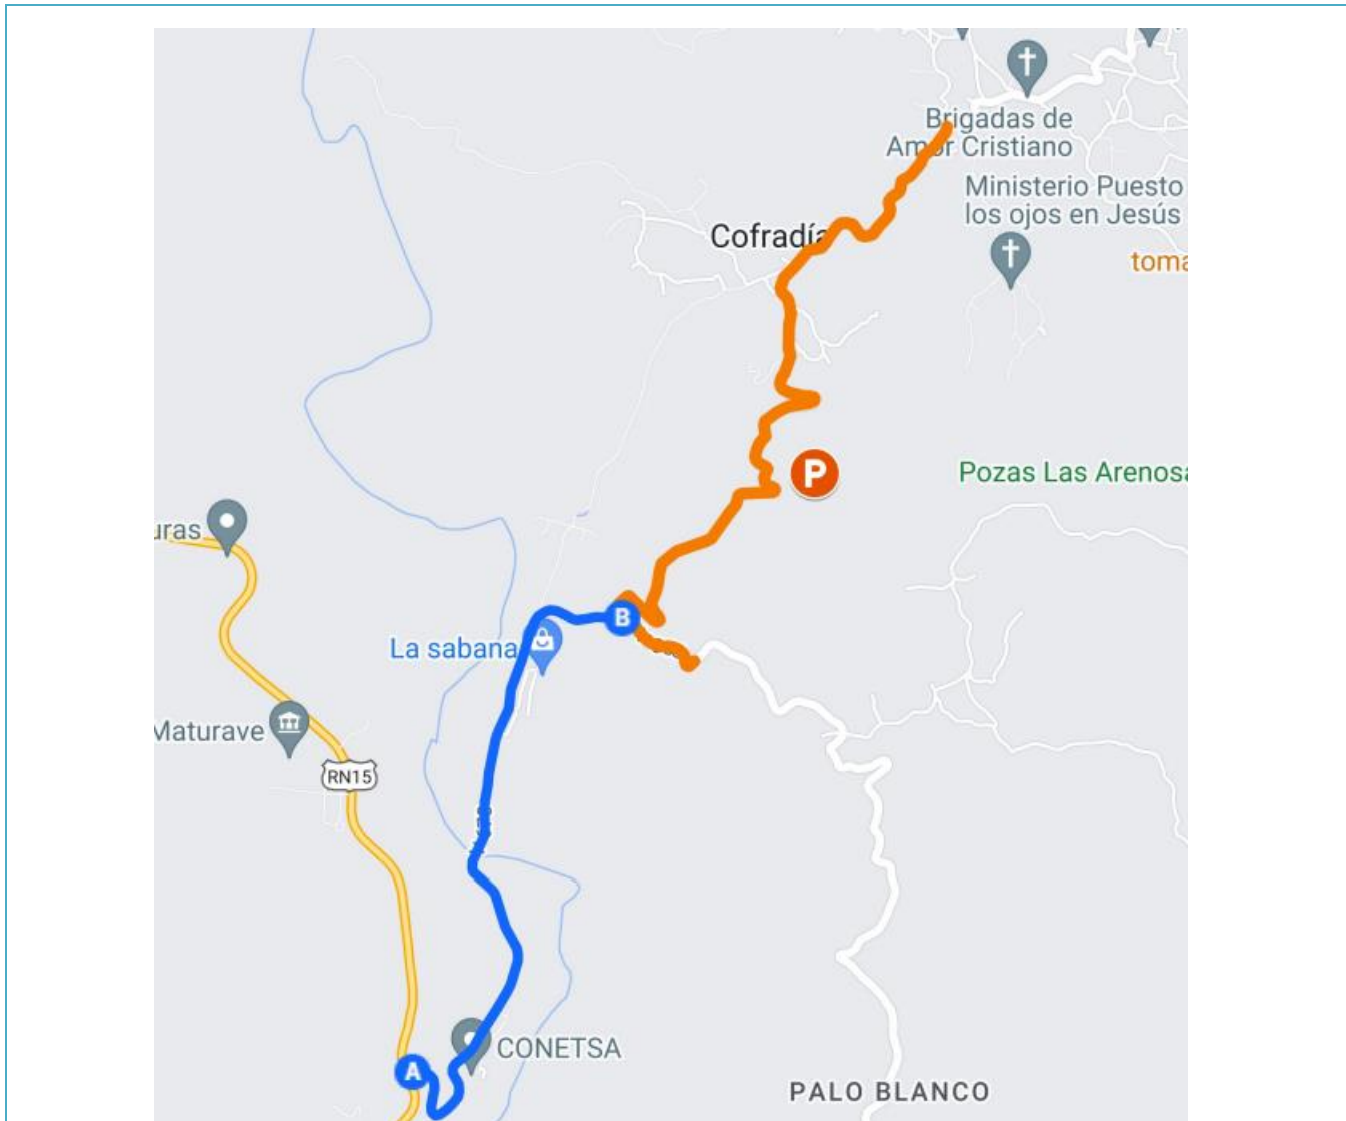 Brigadas de
Amor Cristiano
Ministerio Puesto
los ojos en Jesús
Cofradía
toma
P
Pozas Las Arenosa
uras
B
La sabana
Maturave
RN15
CONETSA
A
PALO BLANCO